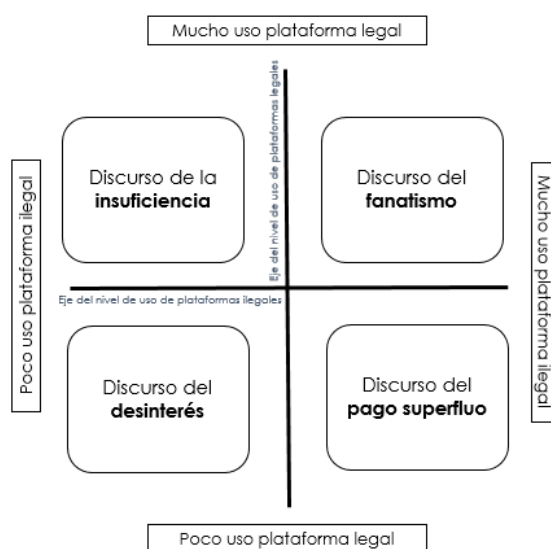 Mucho uso plataforma legal
Eje del nivel de uso de plataformas legales
Discurso de la
insuficiencia
Discurso del
fanatismo
Poco uso plataforma ilegal
Mucho uso plataforma ilegal
Eje del nivel de uso de plataformas ilegales
Discurso del
desinterés
Discurso del
pago superfluo
Poco uso plataforma legal